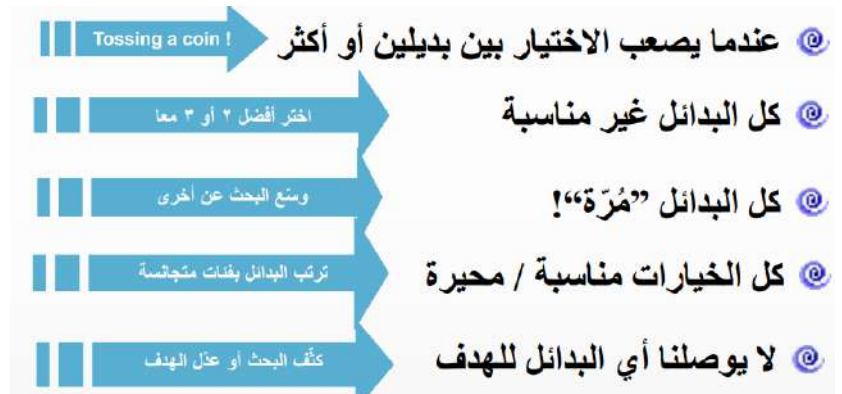 عندما يصعب الاختيار بين بديلين أو أكثر
Tossing a coin !
كل البدائل غير مناسبة
اختر أفضل ٢ أو ٣ معا
كل البدائل ”مُرّة“!
وسّع البحث عن أخرى
كل الخيارات مناسبة / محيرة
ترتب البدائل بفئات متجانسة
لا يوصلنا أي البدائل للهدف
كثّف البحث أو عدّل الهدف